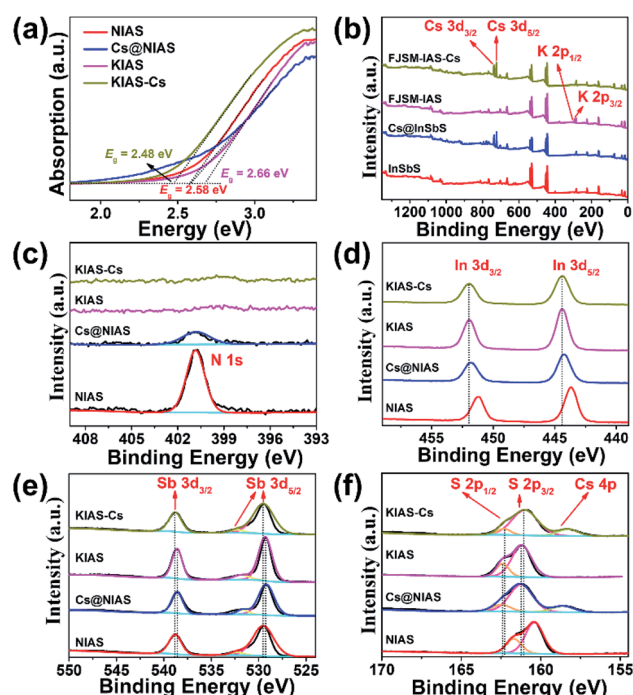 (a)
NIAS
Cs@NIAS
KIAS
KIAS-Cs
E_g = 2.48 eV
E_g = 2.66 eV
E_g = 2.58 eV
2.0 2.5 3.0
Energy (eV)
Absorption (a.u.)
(b)
Cs 3d3/2 Cs 3d5/2
K 2p1/2
K 2p3/2
FJSM-IAS-Cs
FJSM-IAS
Cs@InSbS
InSbS
1200 1000 800 600 400 200 0
Binding Energy (eV)
Intensity (a.u.)
(c)
KIAS-Cs
KIAS
Cs@NIAS
N 1s
NIAS
408 405 402 399 396 393
Binding Energy (eV)
Intensity (a.u.)
(d)
In 3d3/2 In 3d5/2
KIAS-Cs
KIAS
Cs@NIAS
NIAS
455 450 445 440
Binding Energy (eV)
Intensity (a.u.)
(e)
Sb 3d3/2 Sb 3d5/2
KIAS-Cs
KIAS
Cs@NIAS
NIAS
550 545 540 535 530 525
Binding Energy (eV)
Intensity (a.u.)
(f)
S 2p1/2 S 2p3/2 Cs 4p
KIAS-Cs
KIAS
Cs@NIAS
NIAS
170 165 160 155
Binding Energy (eV)
Intensity (a.u.)